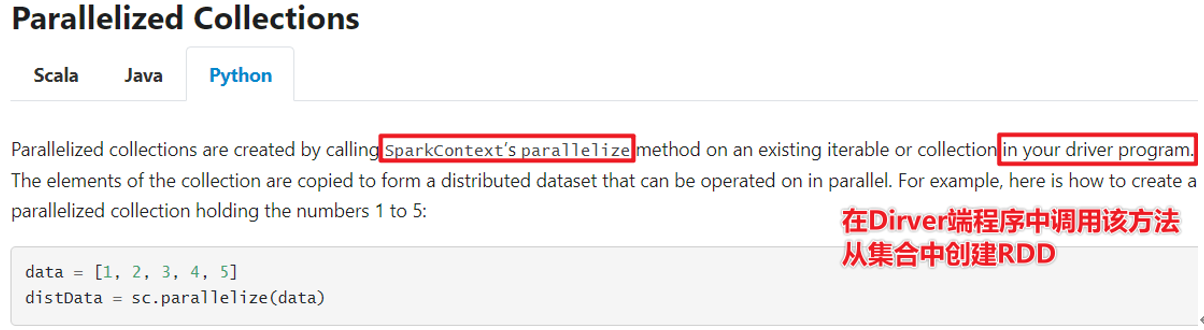 Parallelized Collections
Scala Java Python
Parallelized collections are created by calling SparkContext's parallelize method on an existing iterable or collection in your driver program.
The elements of the collection are copied to form a distributed dataset that can be operated on in parallel. For example, here is how to create a
parallelized collection holding the numbers 1 to 5:
在Dirver端程序中调用该方法
从集合中创建RDD
data = [1, 2, 3, 4, 5]
distData = sc.parallelize(data)